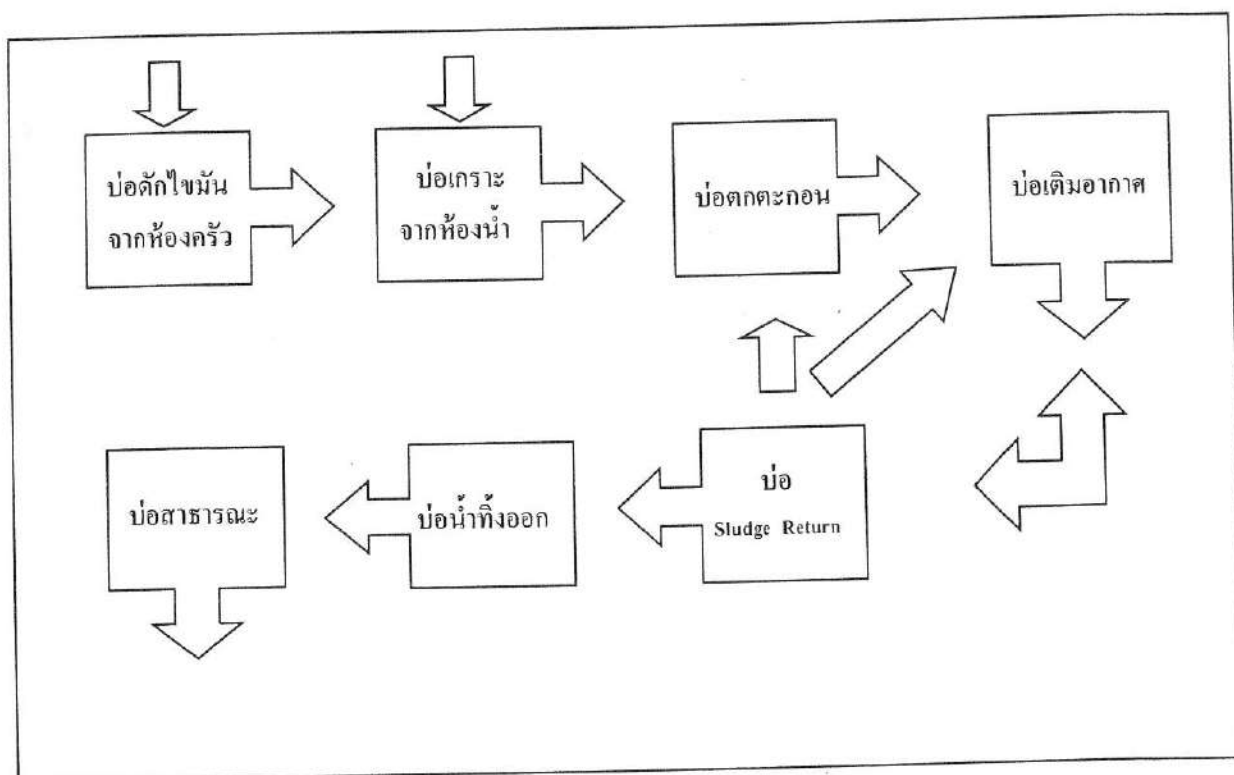 บ่อดักไขมัน
จากห้องครัว
บ่อเกราะ
จากห้องน้ำ
บ่อตกตะกอน
บ่อเติมอากาศ
บ่อสาธารณะ
บ่อน้ำทิ้งออก
บ่อ
Sludge Return